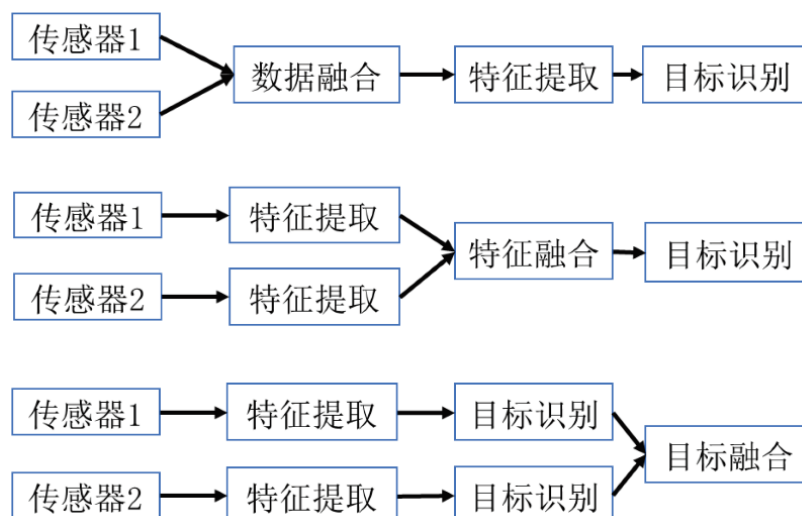 传感器1
数据融合
特征提取
目标识别
传感器2
传感器1
特征提取
特征融合
目标识别
传感器2
特征提取
传感器1
特征提取
目标识别
目标融合
传感器2
特征提取
目标识别